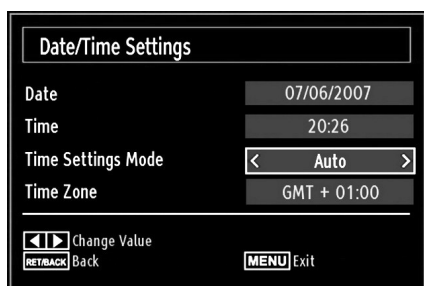 Date/Time Settings
Date 07/06/2007
Time 20:26
Time Settings Mode < Auto >
Time Zone GMT + 01:00
◀ ▶ Change Value
RET/BACK Back MENU Exit